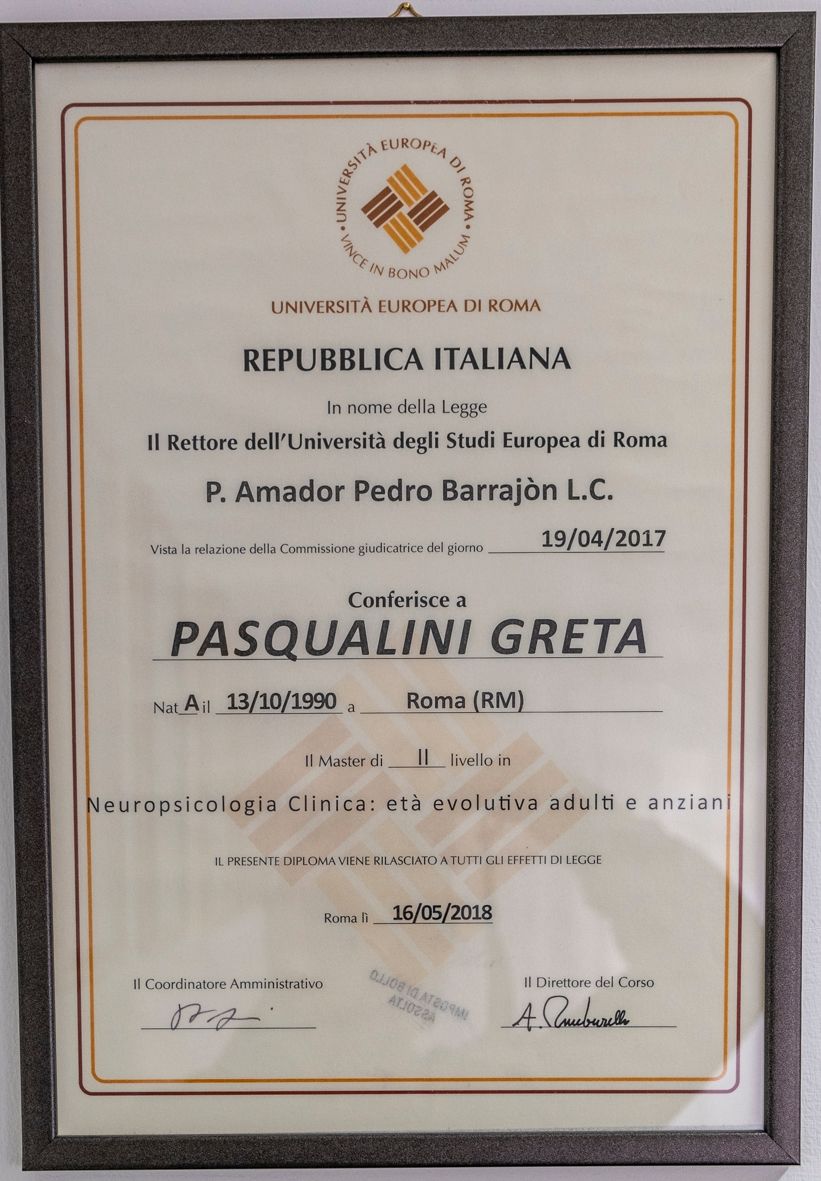 • UNIVERSITÀ EUROPEA DI ROMA •
VINCE IN BONO MALUM
UNIVERSITÀ EUROPEA DI ROMA
REPUBBLICA ITALIANA
In nome della Legge
Il Rettore dell'Università degli Studi Europea di Roma
P. Amador Pedro Barrajòn L.C.
Vista la relazione della Commissione giudicatrice del giorno 19/04/2017
Conferisce a
PASQUALINI GRETA
Nat A il 13/10/1990 a Roma (RM)
Il Master di II livello in
Neuropsicologia Clinica: età evolutiva adulti e anziani
IL PRESENTE DIPLOMA VIENE RILASCIATO A TUTTI GLI EFFETTI DI LEGGE
Roma lì 16/05/2018
Il Coordinatore Amministrativo Il Direttore del Corso
IMPOSTA DI BOLLO
ASSOLTA